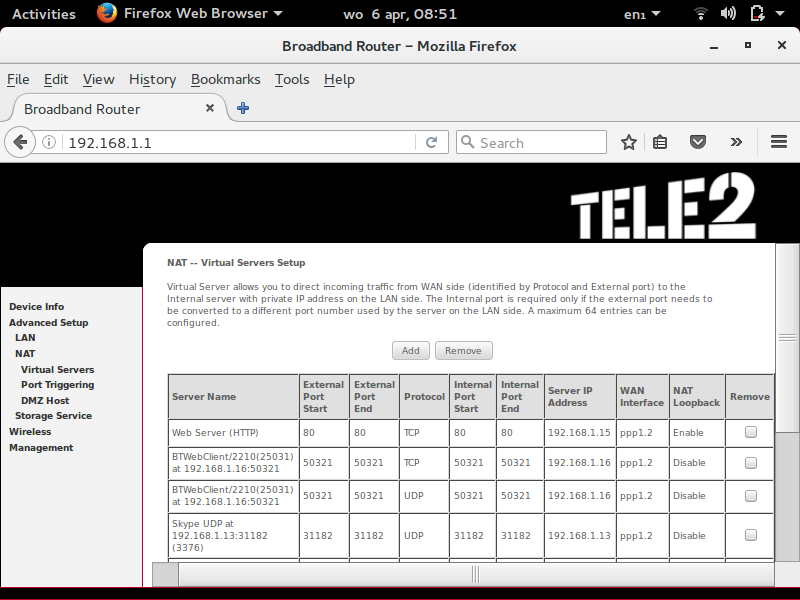 Activities Firefox Web Browser wo 6 apr, 08:51 en₁
Broadband Router – Mozilla Firefox
File Edit View History Bookmarks Tools Help
Broadband Router
192.168.1.1 Search
TELE2
NAT -- Virtual Servers Setup
Virtual Server allows you to direct incoming traffic from WAN side (identified by Protocol and External port) to the
Internal server with private IP address on the LAN side. The Internal port is required only if the external port needs to
be converted to a different port number used by the server on the LAN side. A maximum 64 entries can be
configured.
Device Info
Advanced Setup
LAN
NAT
Virtual Servers
Port Triggering
DMZ Host
Storage Service
Wireless
Management
Add Remove
Server Name External Port Start External Port End Protocol Internal Port Start Internal Port End Server IP Address WAN Interface NAT Loopback Remove
Web Server (HTTP) 80 80 TCP 80 80 192.168.1.15 ppp1.2 Enable
BTWebClient/2210(25031) at 192.168.1.16:50321 50321 50321 TCP 50321 50321 192.168.1.16 ppp1.2 Disable
BTWebClient/2210(25031) at 192.168.1.16:50321 50321 50321 UDP 50321 50321 192.168.1.16 ppp1.2 Disable
Skype UDP at 192.168.1.13:31182 (3376) 31182 31182 UDP 31182 31182 192.168.1.13 ppp1.2 Disable